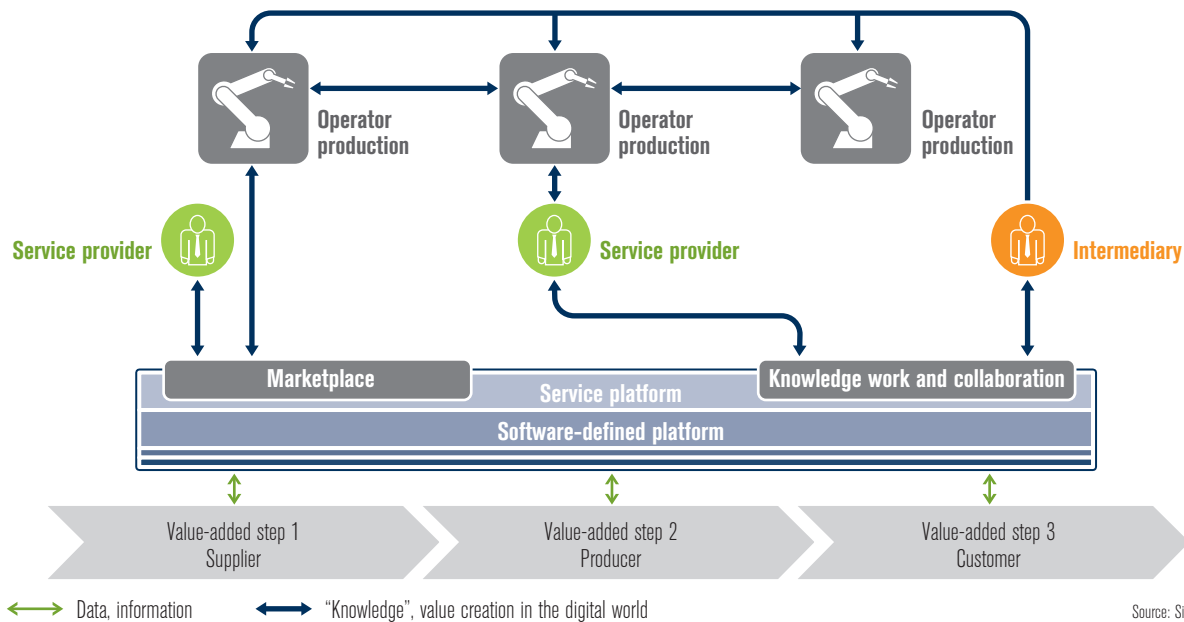 Operator
production
Operator
production
Operator
production
Service provider
Service provider
Intermediary
Marketplace
Knowledge work and collaboration
Service platform
Software-defined platform
Value-added step 1
Supplier
Value-added step 2
Producer
Value-added step 3
Customer
Data, information
“Knowledge”, value creation in the digital world
Source: